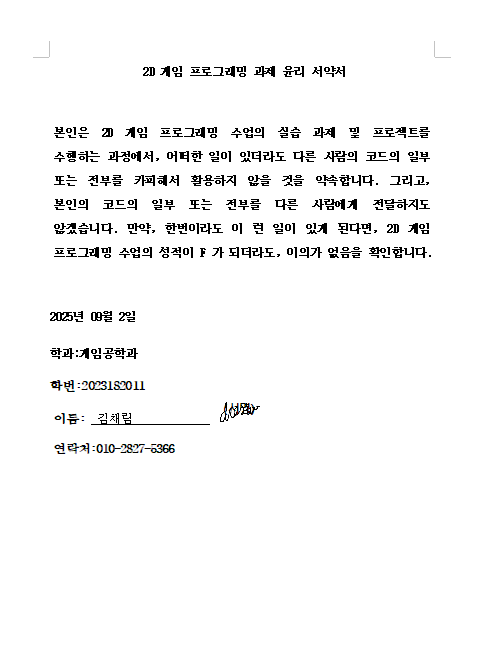 2D 게임 프로그래밍 과제 윤리 서약서
본인은 2D 게임 프로그래밍 수업의 실습 과제 및 프로젝트를
수행하는 과정에서, 어떠한 일이 있더라도 다른 사람의 코드의 일부
또는 전부를 카피해서 활용하지 않을 것을 약속합니다. 그리고,
본인의 코드의 일부 또는 전부를 다른 사람에게 전달하지도
않겠습니다. 만약, 한번이라도 이 런 일이 있게 된다면, 2D 게임
프로그래밍 수업의 성적이 F 가 되더라도, 이의가 없음을 확인합니다.
2025년 09월 2일
학과:게임공학과
학번:2023182011
이름: 김채림
연락처:010-2827-5366